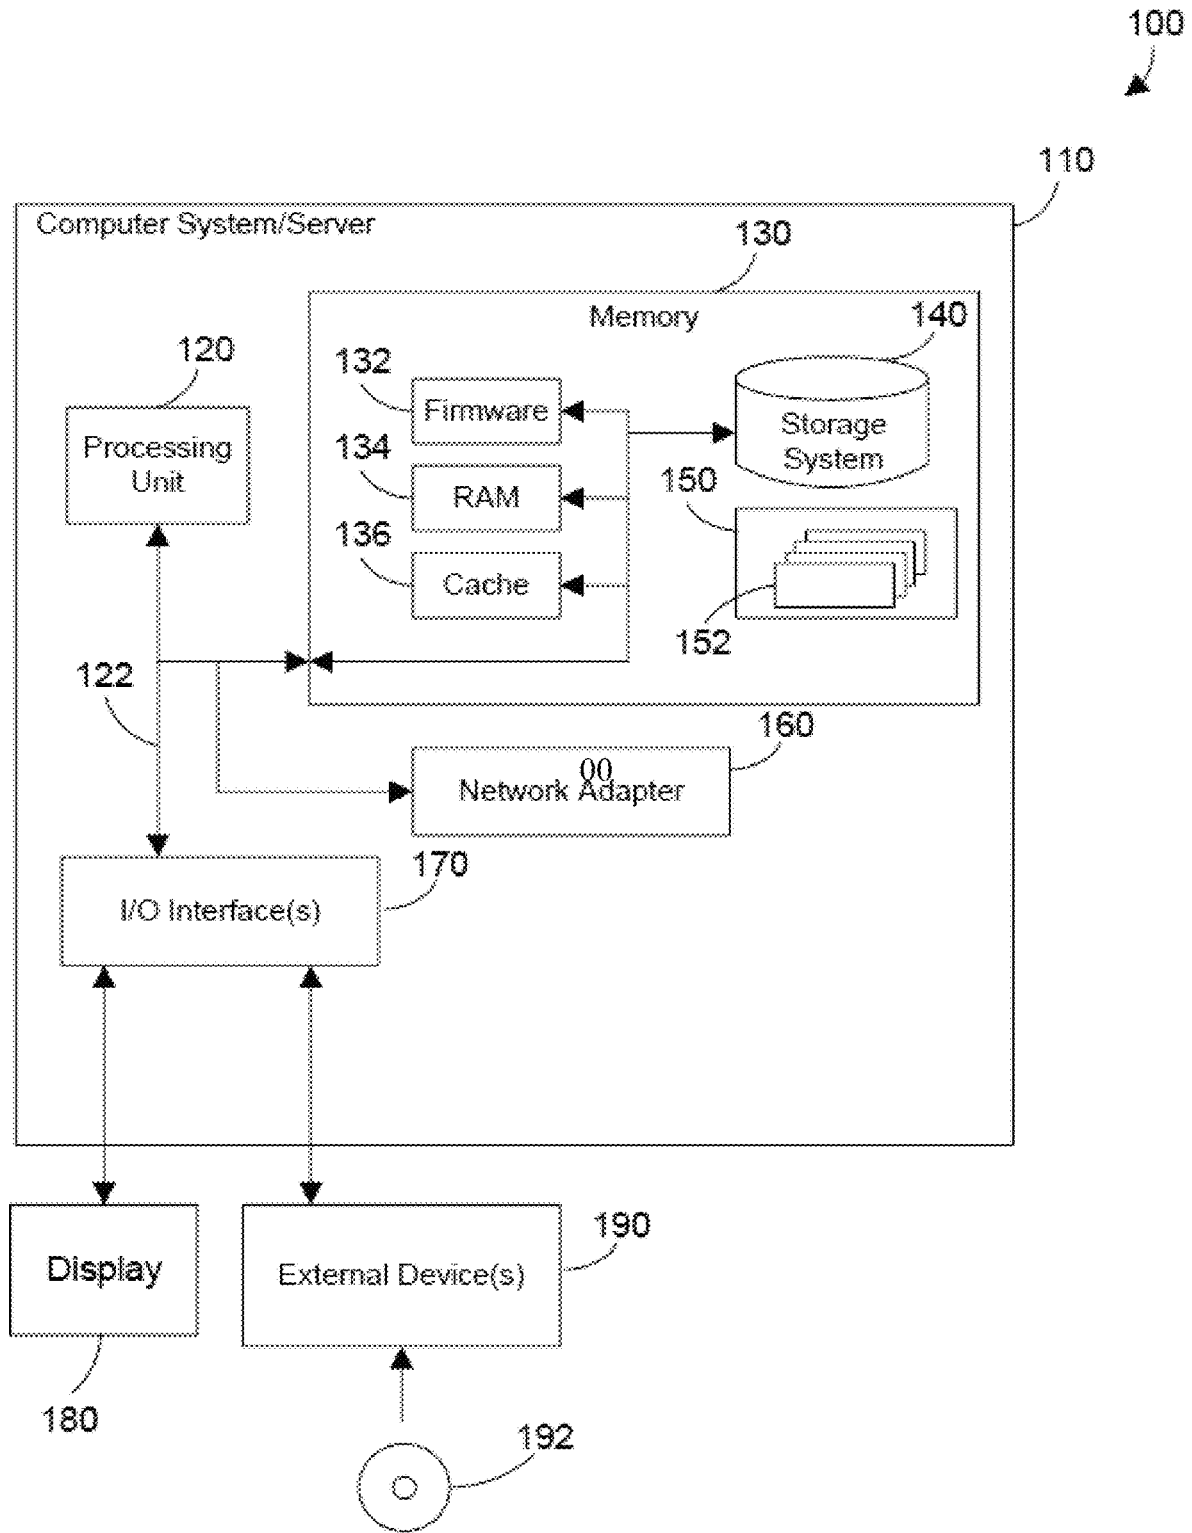 100
110
Computer System/Server
130
Memory
140
120
132
Firmware
Storage
System
Processing
Unit
134
RAM
150
136
Cache
152
122
160
00
Network Adapter
170
I/O Interface(s)
190
Display
External Device(s)
180
192